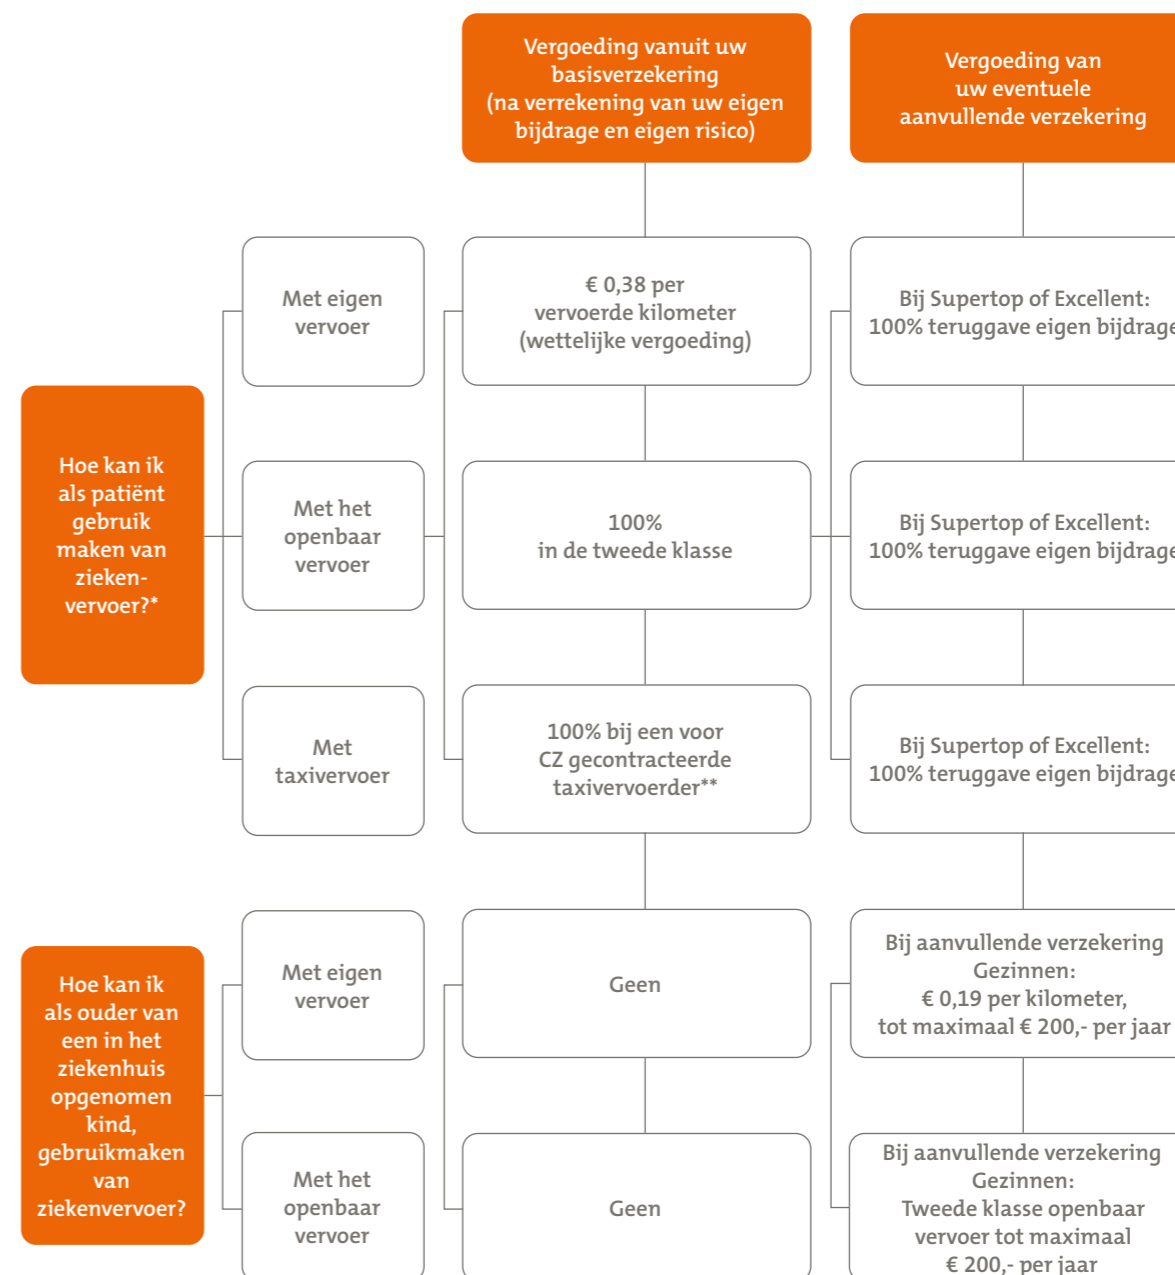 Vergoeding vanuit uw
basisverzekering
(na verrekening van uw eigen
bijdrage en eigen risico)
Vergoeding van
uw eventuele
aanvullende verzekering
Hoe kan ik
als patiënt
gebruik
maken van
zieken-
vervoer?*
Met eigen
vervoer
€ 0,38 per
vervoerde kilometer
(wettelijke vergoeding)
Bij Supertop of Excellent:
100% teruggave eigen bijdrage
Met het
openbaar
vervoer
100%
in de tweede klasse
Bij Supertop of Excellent:
100% teruggave eigen bijdrage
Met
taxivervoer
100% bij een voor
CZ gecontracteerde
taxivervoerder**
Bij Supertop of Excellent:
100% teruggave eigen bijdrage
Hoe kan ik
als ouder van
een in het
ziekenhuis
opgenomen
kind,
gebruikmaken
van
ziekenvervoer?
Met eigen
vervoer
Geen
Bij aanvullende verzekering
Gezinnen:
€ 0,19 per kilometer,
tot maximaal € 200,- per jaar
Met het
openbaar
vervoer
Geen
Bij aanvullende verzekering
Gezinnen:
Tweede klasse openbaar
vervoer tot maximaal
€ 200,- per jaar